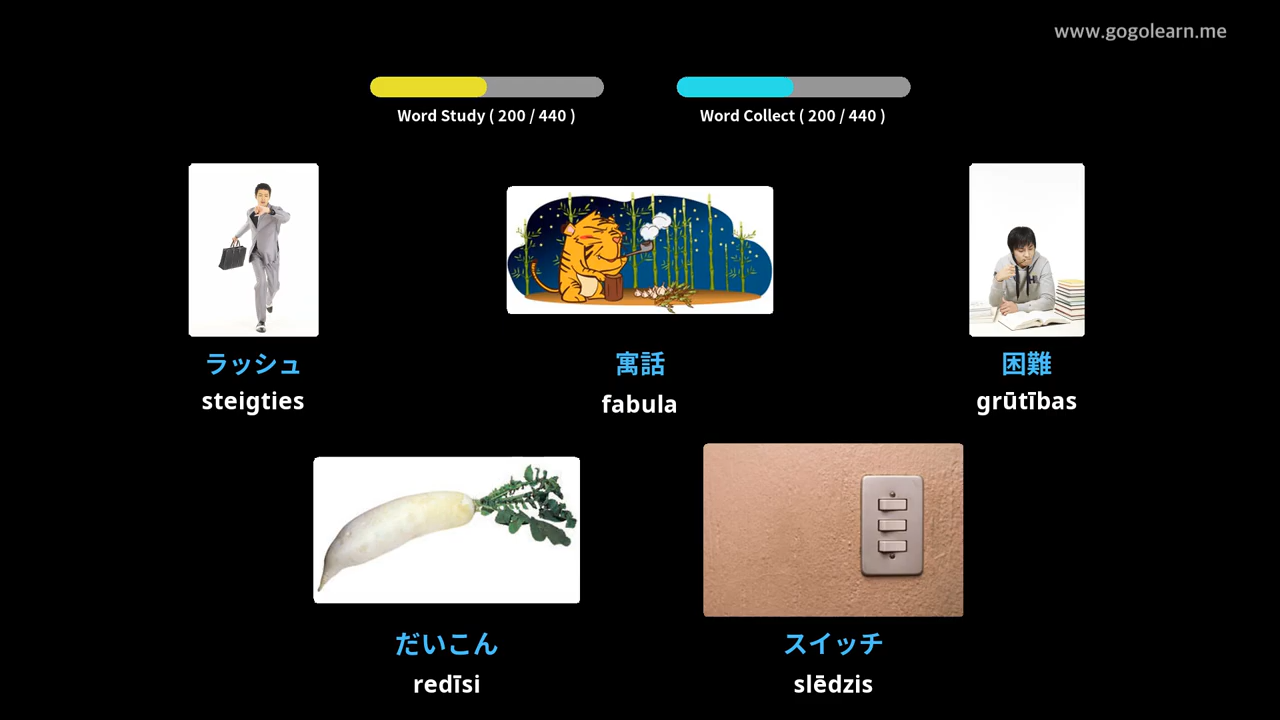 www.gogolearn.me
Word Study ( 200 / 440 )
Word Collect ( 200 / 440 )
ラッシュ
steigties
寓話
fabula
困難
grūtības
だいこん
redīsi
スイッチ
slēdzis